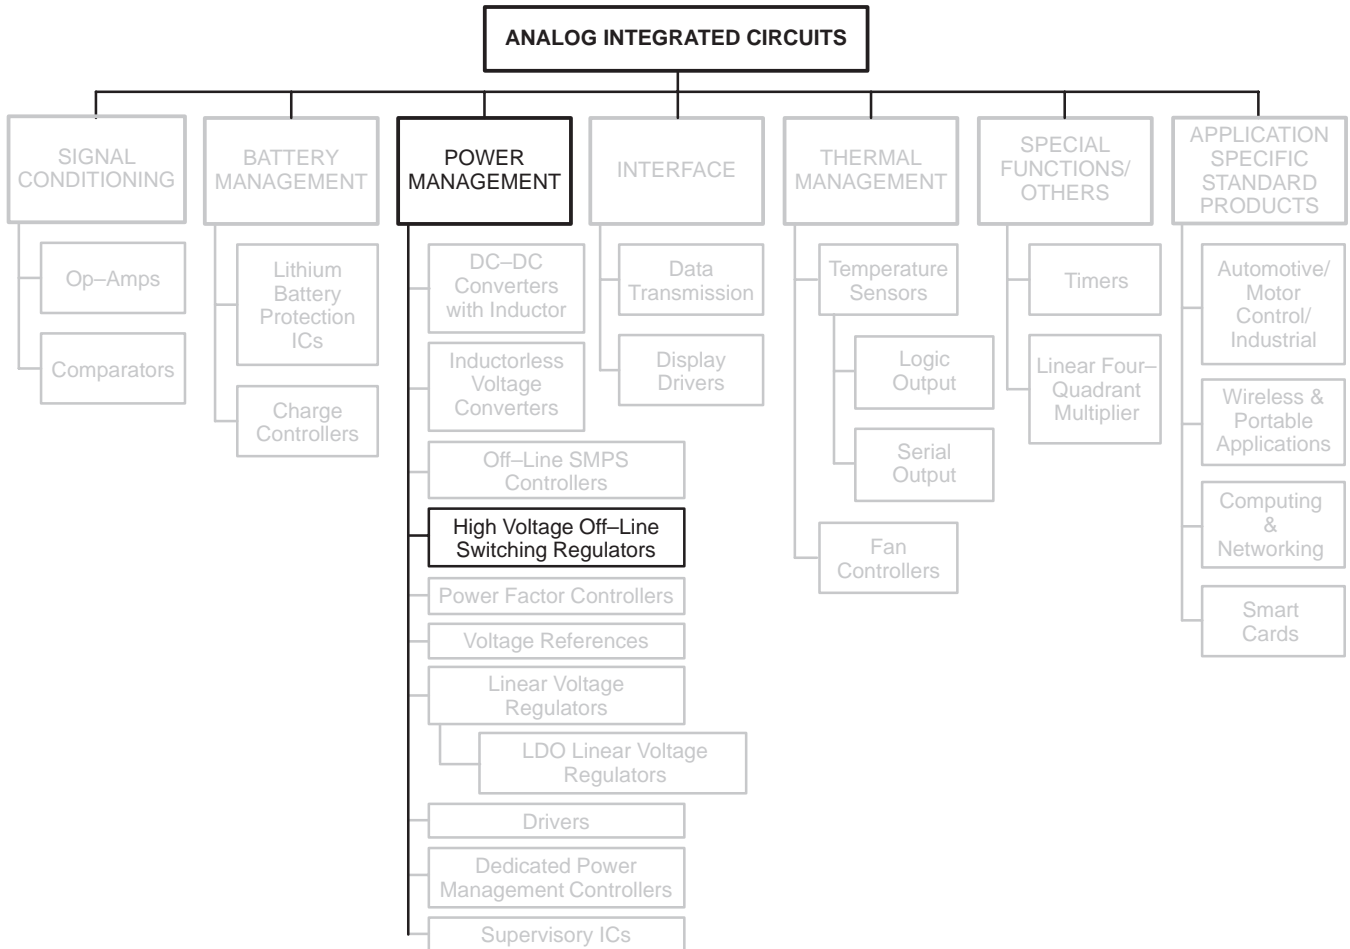 ANALOG INTEGRATED CIRCUITS
SIGNAL
CONDITIONING
Op–Amps
Comparators
BATTERY
MANAGEMENT
Lithium
Battery
Protection
ICs
Charge
Controllers
POWER
MANAGEMENT
DC–DC
Converters
with Inductor
Inductorless
Voltage
Converters
Off–Line SMPS
Controllers
High Voltage Off–Line
Switching Regulators
Power Factor Controllers
Voltage References
Linear Voltage
Regulators
LDO Linear Voltage
Regulators
Drivers
Dedicated Power
Management Controllers
Supervisory ICs
INTERFACE
Data
Transmission
Display
Drivers
THERMAL
MANAGEMENT
Temperature
Sensors
Logic
Output
Serial
Output
Fan
Controllers
SPECIAL
FUNCTIONS/
OTHERS
Timers
Linear Four–
Quadrant
Multiplier
APPLICATION
SPECIFIC
STANDARD
PRODUCTS
Automotive/
Motor
Control/
Industrial
Wireless &
Portable
Applications
Computing
&
Networking
Smart
Cards